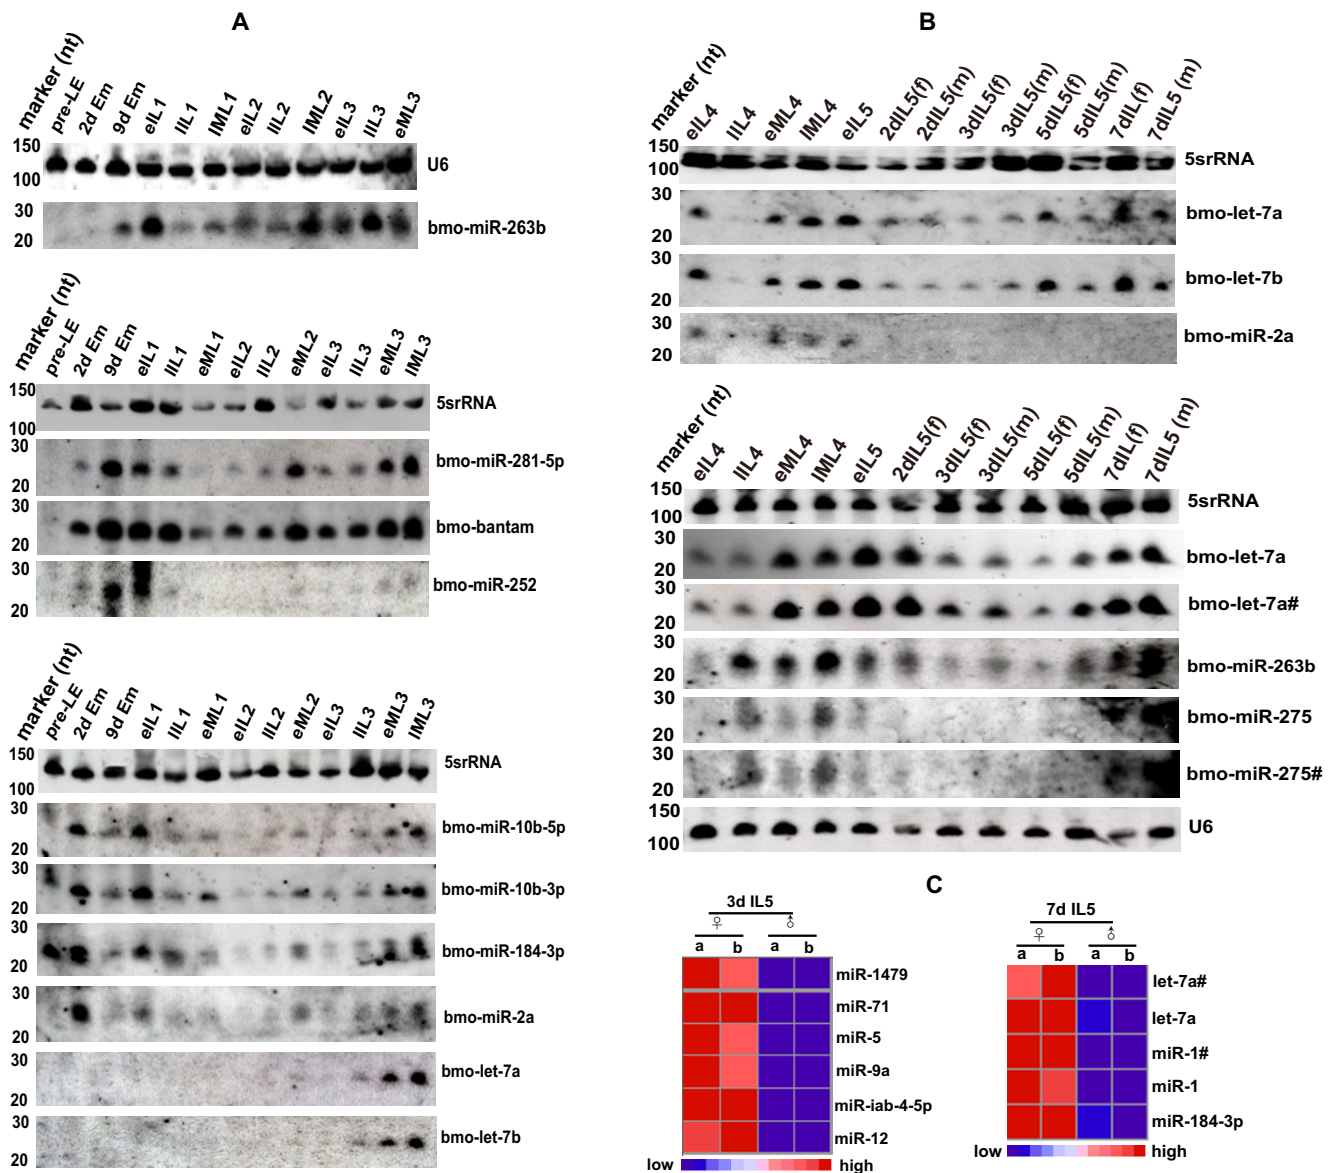 A
marker (nt)
pre-LE
2d Em
9d Em
eIL1
lIL1
lML1
eIL2
lIL2
lML2
eIL3
lIL3
eML3
150
100
U6
30
20
bmo-miR-263b
marker (nt)
pre-LE
2d Em
9d Em
eIL1
lIL1
eML1
eIL2
lIL2
eML2
eIL3
lIL3
eML3
lML3
150
100
5srRNA
30
20
bmo-miR-281-5p
30
20
bmo-bantam
30
20
bmo-miR-252
marker (nt)
pre-LE
2d Em
9d Em
eIL1
lIL1
eML1
eIL2
lIL2
eML2
eIL3
lIL3
eML3
lML3
150
100
5srRNA
30
20
bmo-miR-10b-5p
30
20
bmo-miR-10b-3p
30
20
bmo-miR-184-3p
30
20
bmo-miR-2a
30
20
bmo-let-7a
30
20
bmo-let-7b
B
marker (nt)
eIL4
lIL4
eML4
lML4
eIL5
2dIL5(f)
2dIL5(m)
3dIL5(f)
3dIL5(m)
5dIL5(f)
5dIL5(m)
7dIL(f)
7dIL5 (m)
150
100
5srRNA
30
20
bmo-let-7a
30
20
bmo-let-7b
30
20
bmo-miR-2a
marker (nt)
eIL4
lIL4
eML4
lML4
eIL5
2dIL5(f)
3dIL5(f)
3dIL5(m)
5dIL5(f)
5dIL5(m)
7dIL(f)
7dIL5 (m)
150
100
5srRNA
30
20
bmo-let-7a
30
20
bmo-let-7a#
30
20
bmo-miR-263b
30
20
bmo-miR-275
30
20
bmo-miR-275#
150
100
U6
C
3d IL5
♀ ♂
a b a b
miR-1479
miR-71
miR-5
miR-9a
miR-iab-4-5p
miR-12
low high
7d IL5
♀ ♂
a b a b
let-7a#
let-7a
miR-1#
miR-1
miR-184-3p
low high